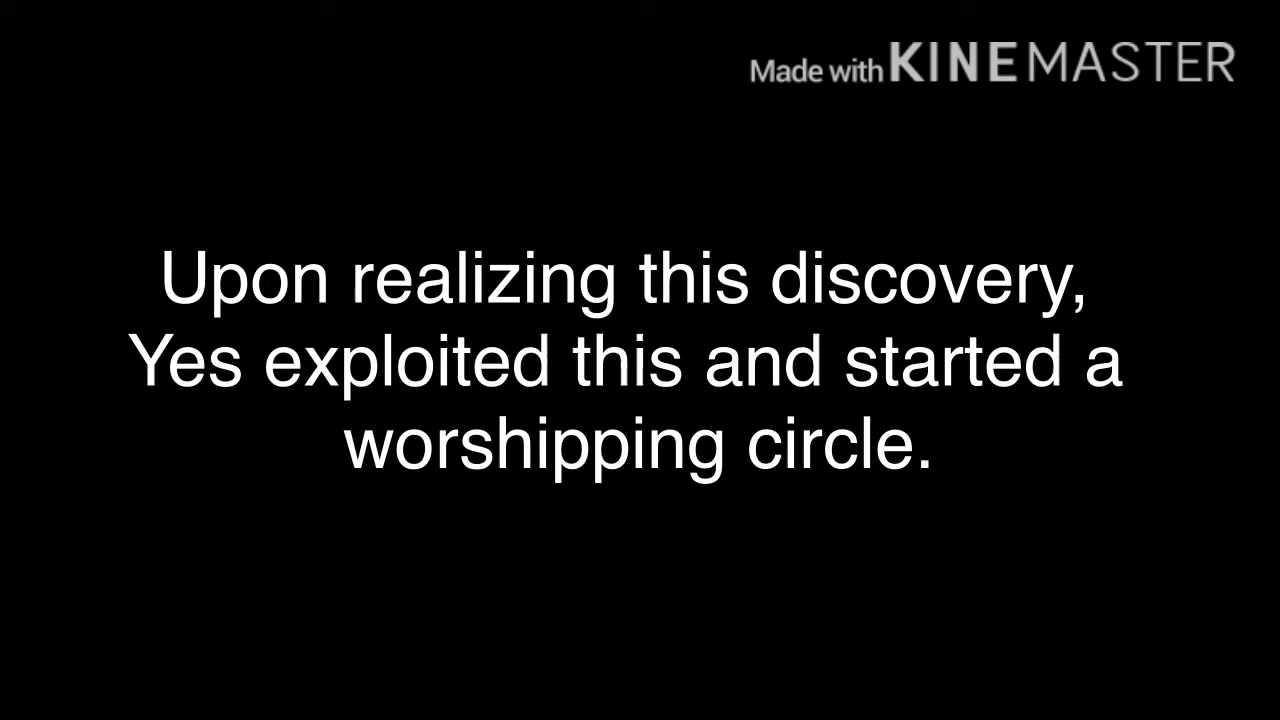 Made with KINEMASTER
Upon realizing this discovery,
Yes exploited this and started a
worshipping circle.